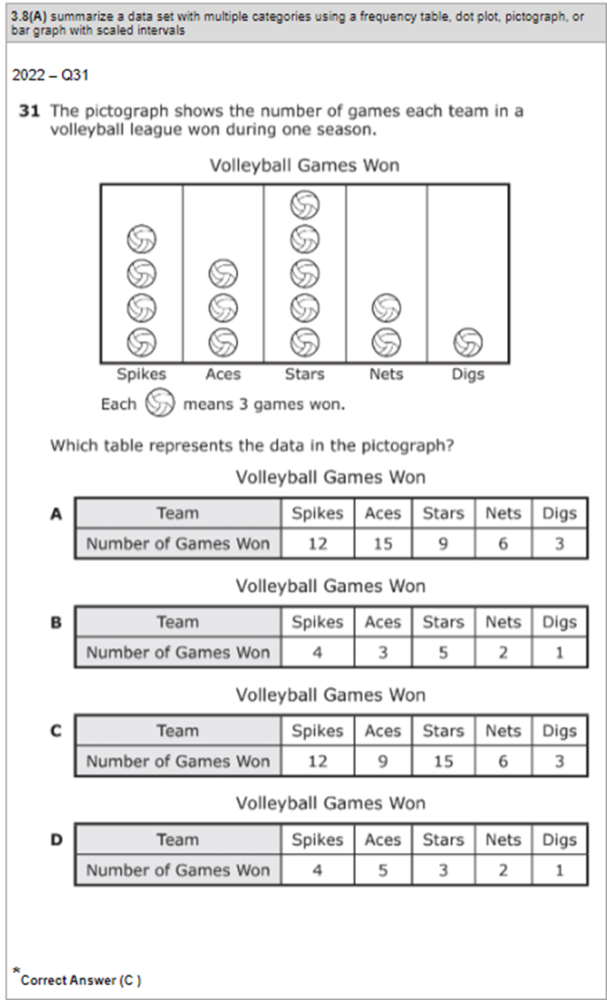 3.8(A) summarize a data set with multiple categories using a frequency table, dot plot, pictograph, or
bar graph with scaled intervals
2022 – Q31
31 The pictograph shows the number of games each team in a
volleyball league won during one season.
Volleyball Games Won
Spikes Aces Stars Nets Digs
Each means 3 games won.
Which table represents the data in the pictograph?
Volleyball Games Won
A Team Spikes Aces Stars Nets Digs
Number of Games Won 12 15 9 6 3
Volleyball Games Won
B Team Spikes Aces Stars Nets Digs
Number of Games Won 4 3 5 2 1
Volleyball Games Won
C Team Spikes Aces Stars Nets Digs
Number of Games Won 12 9 15 6 3
Volleyball Games Won
D Team Spikes Aces Stars Nets Digs
Number of Games Won 4 5 3 2 1
*Correct Answer (C )